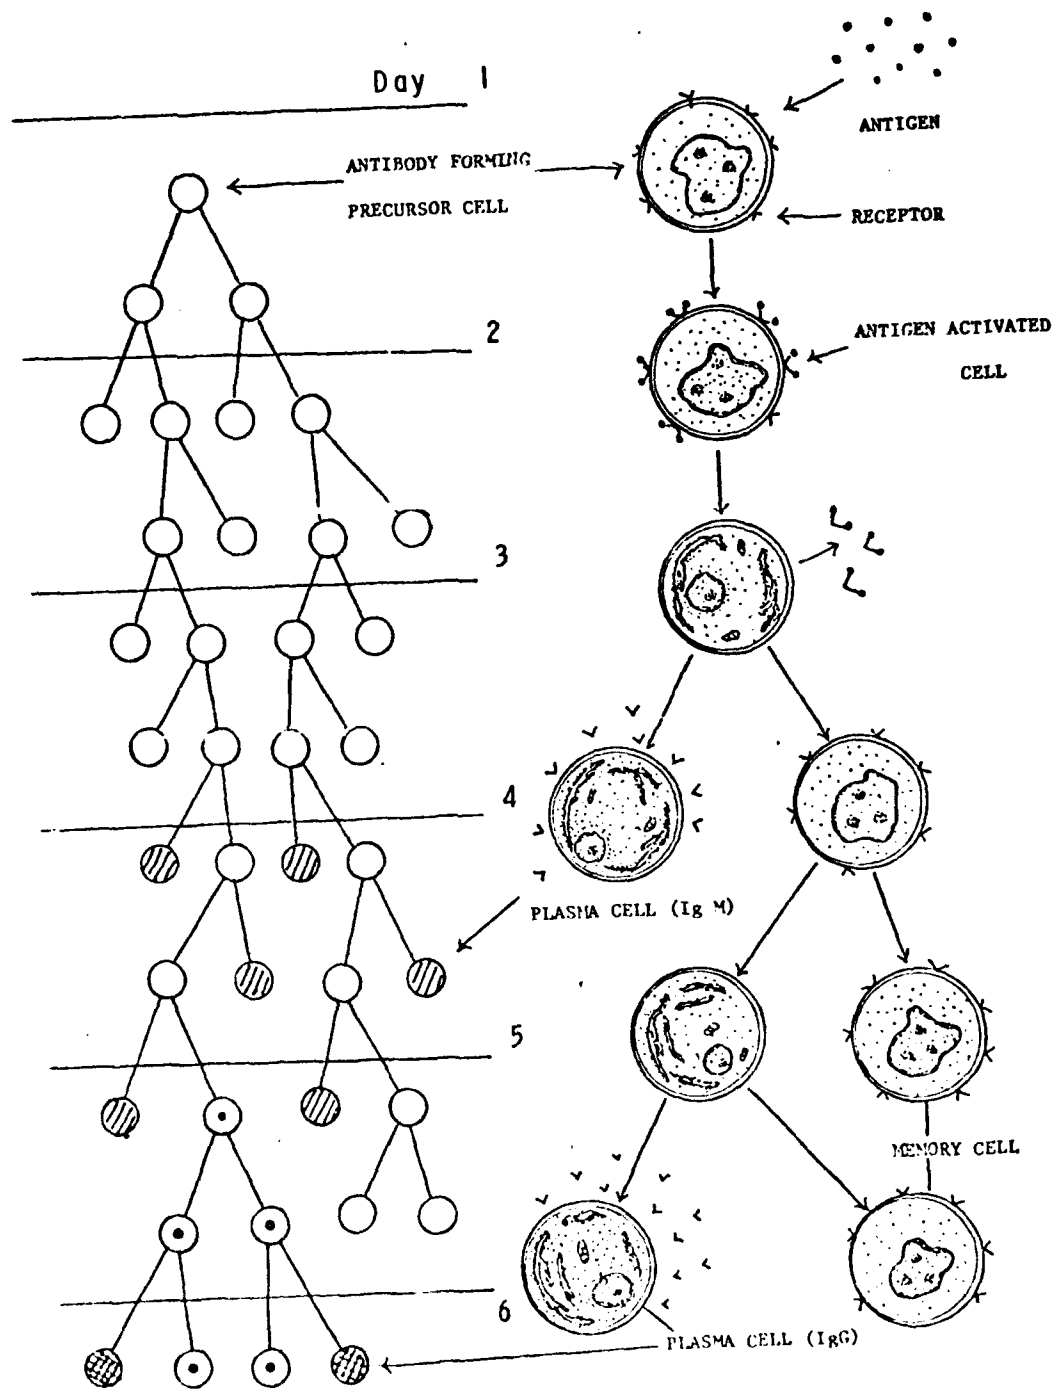 Day 1
ANTIGEN
ANTIBODY FORMING
PRECURSOR CELL
RECEPTOR
2
ANTIGEN ACTIVATED
CELL
3
4
PLASMA CELL (Ig M)
5
MEMORY CELL
6
PLASMA CELL (IgG)